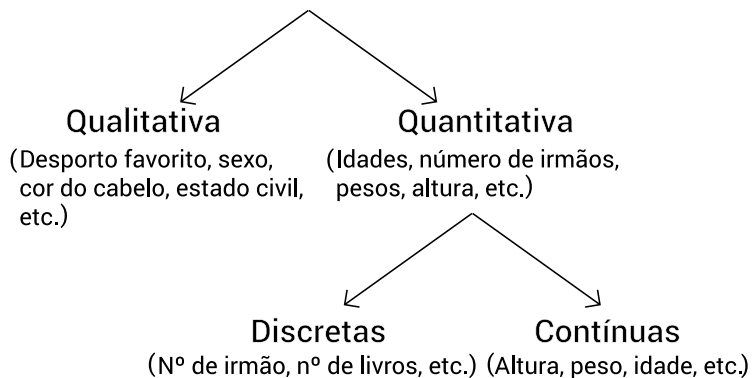 Qualitativa
(Desporto favorito, sexo,
cor do cabelo, estado civil,
etc.)
Quantitativa
(Idades, número de irmãos,
pesos, altura, etc.)
Discretas
(Nº de irmão, nº de livros, etc.)
Contínuas
(Altura, peso, idade, etc.)